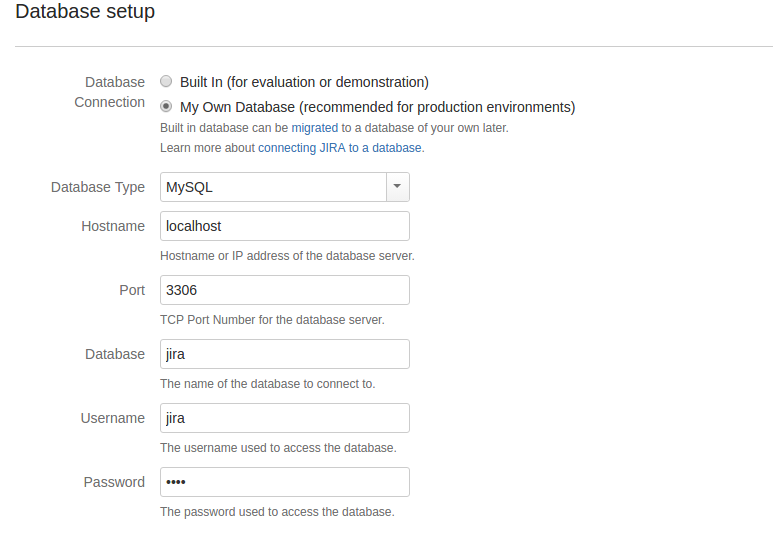 Database setup
Database Connection
Built In (for evaluation or demonstration)
My Own Database (recommended for production environments)
Built in database can be migrated to a database of your own later.
Learn more about connecting JIRA to a database.
Database Type
MySQL
Hostname
localhost
Hostname or IP address of the database server.
Port
3306
TCP Port Number for the database server.
Database
jira
The name of the database to connect to.
Username
jira
The username used to access the database.
Password
••••
The password used to access the database.